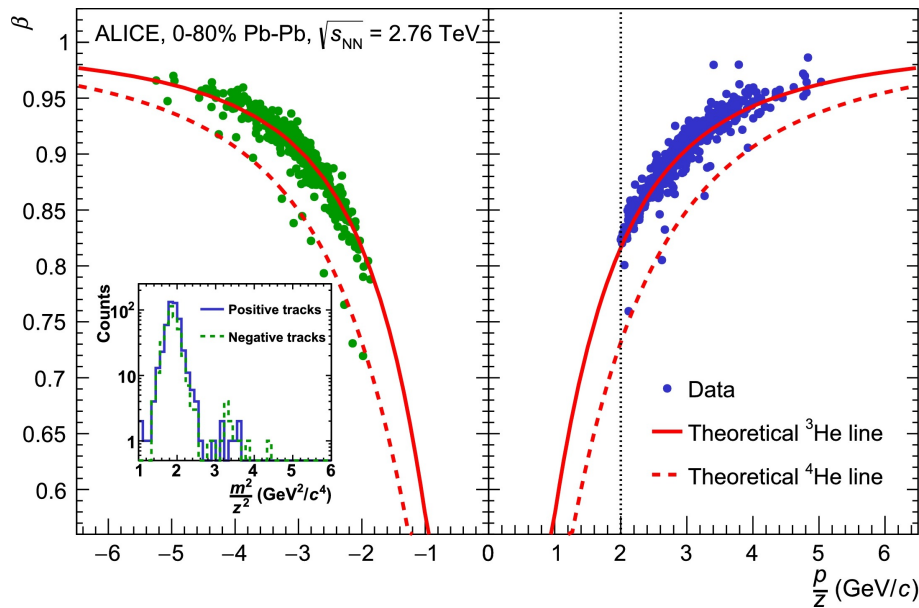 β
ALICE, 0-80% Pb-Pb, √s_NN = 2.76 TeV
1
0.95
0.9
0.85
0.8
0.75
0.7
0.65
0.6
Counts
10²
10
1
Positive tracks
Negative tracks
1 2 3 4 5 6
m²/z² (GeV²/c⁴)
Data
Theoretical ³He line
Theoretical ⁴He line
−6 −5 −4 −3 −2 −1 0 1 2 3 4 5 6
p/z (GeV/c)